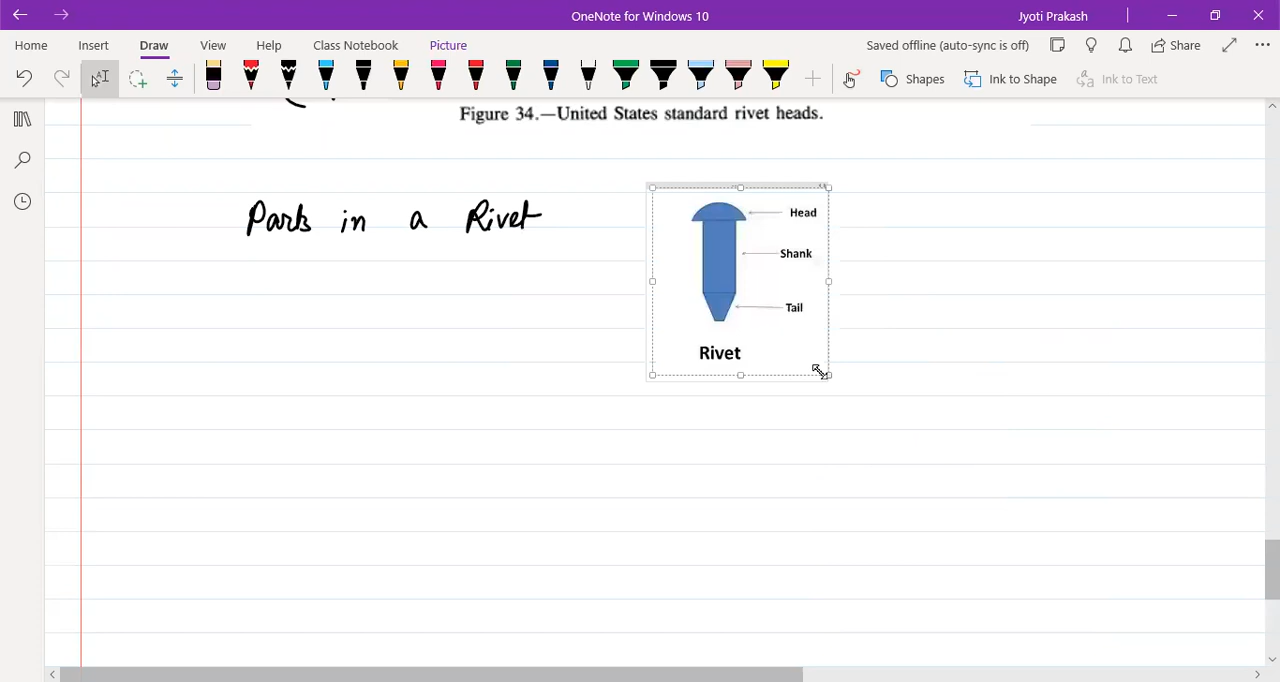 OneNote for Windows 10
Jyoti Prakash
Home Insert Draw View Help Class Notebook Picture
Saved offline (auto-sync is off) Share
Shapes Ink to Shape Ink to Text
Figure 34.—United States standard rivet heads.
Parts in a Rivet
Head
Shank
Tail
Rivet